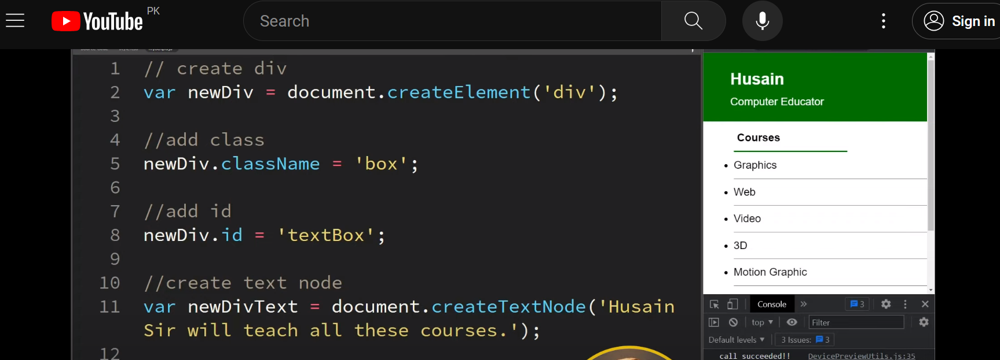 YouTube PK
Search
Sign in
myscript.js
1 // create div
2 var newDiv = document.createElement('div');
3
4 //add class
5 newDiv.className = 'box';
6
7 //add id
8 newDiv.id = 'textBox';
9
10 //create text node
11 var newDivText = document.createTextNode('Husain
Sir will teach all these courses.');
12
Husain
Computer Educator
Courses
• Graphics
• Web
• Video
• 3D
• Motion Graphic
Console » 3
top ▼ Filter
Default levels ▼ 3 Issues: 3
call succeeded!! DevicePreviewUtils.js:35